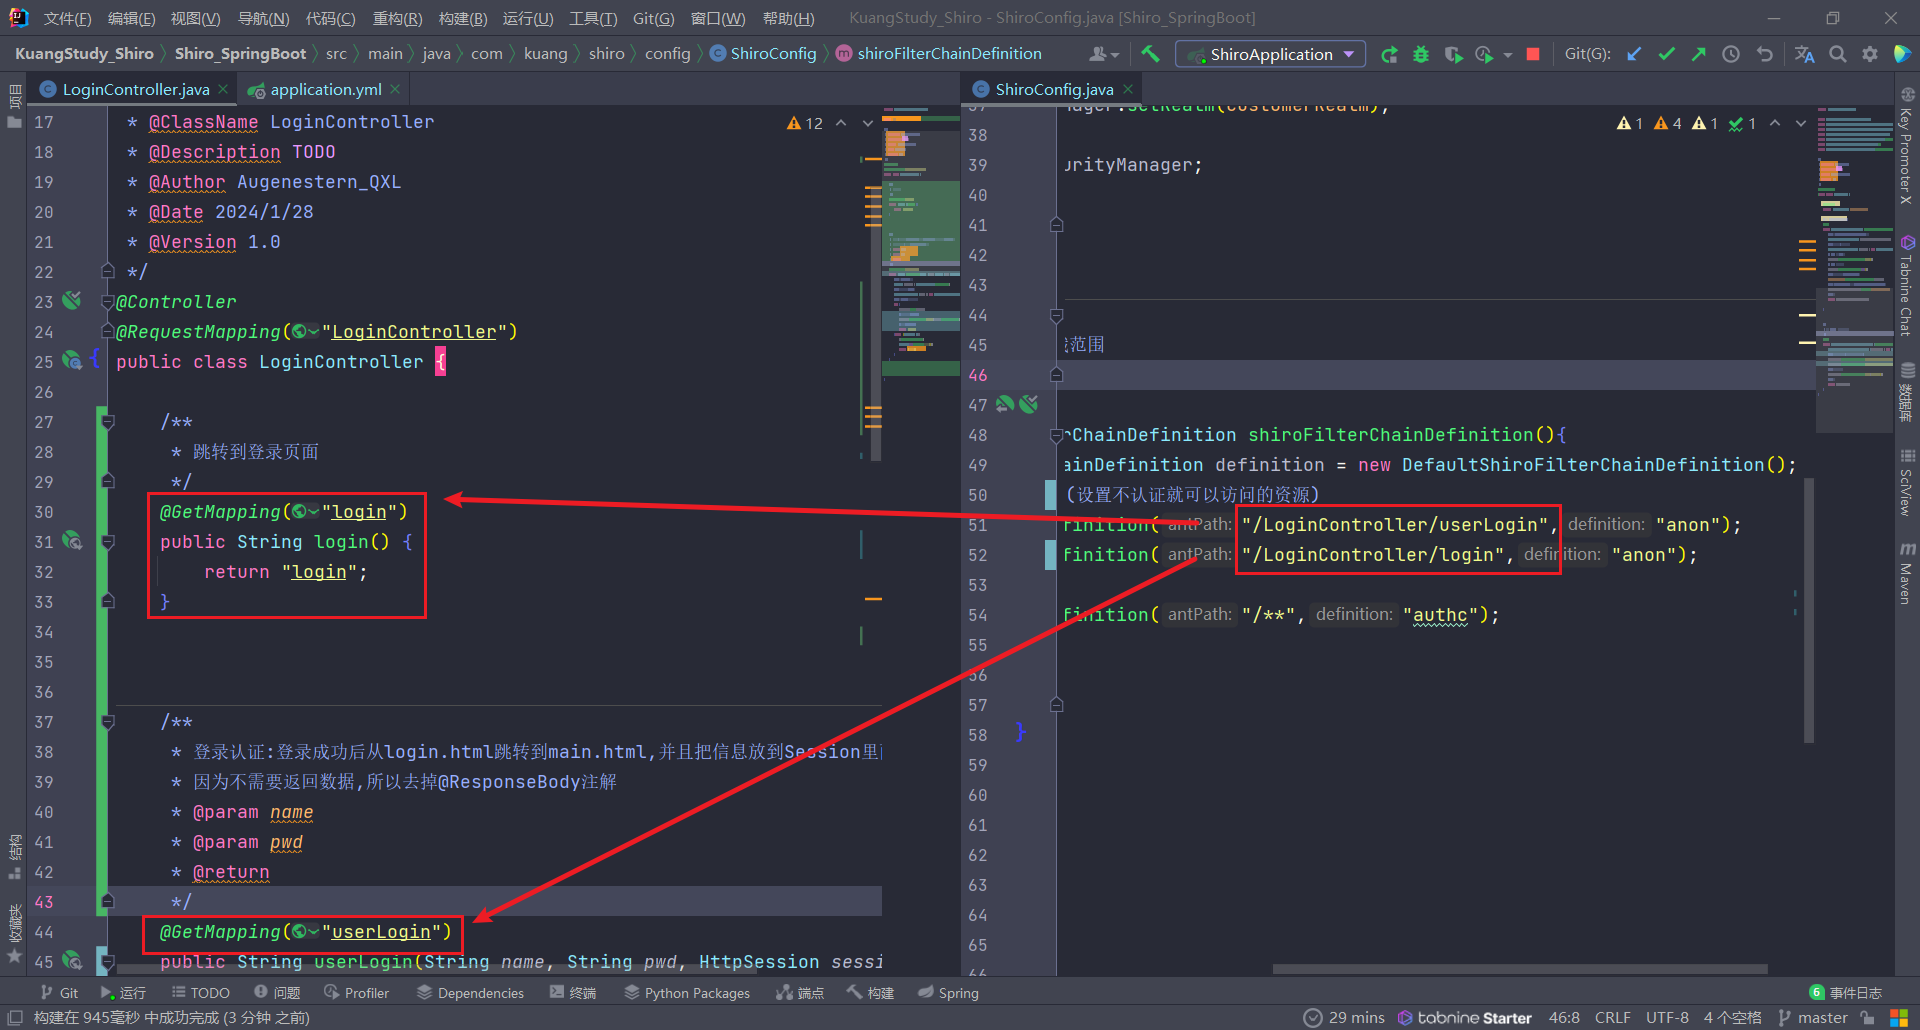 文件(F) 编辑(E) 视图(V) 导航(N) 代码(C) 重构(R) 构建(B) 运行(U) 工具(T) Git(G) 窗口(W) 帮助(H) KuangStudy_Shiro - ShiroConfig.java [Shiro_SpringBoot]
KuangStudy_Shiro Shiro_SpringBoot src main java com kuang shiro config ShiroConfig shiroFilterChainDefinition ShiroApplication Git(G):
LoginController.java application.yml
17 * @ClassName LoginController
18 * @Description TODO
19 * @Author Augenestern_QXL
20 * @Date 2024/1/28
21 * @Version 1.0
22 */
23 @Controller
24 @RequestMapping("LoginController")
25 public class LoginController {
26
27 /**
28 * 跳转到登录页面
29 */
30 @GetMapping("login")
31 public String login() {
32 return "login";
33 }
34
35
36
37 /**
38 * 登录认证:登录成功后从login.html跳转到main.html,并且把信息放到Session里
39 * 因为不需要返回数据,所以去掉@ResponseBody注解
40 * @param name
41 * @param pwd
42 * @return
43 */
44 @GetMapping("userLogin")
45 public String userLogin(String name, String pwd, HttpSession sessi
12
ShiroConfig.java
37 nager.setRealm(customerRealm);
38
39 urityManager;
40
41
42
43
44
45 范围
46
47
48 rChainDefinition shiroFilterChainDefinition(){
49 ainDefinition definition = new DefaultShiroFilterChainDefinition();
50 (设置不认证就可以访问的资源)
51 finition( antPath: "/LoginController/userLogin", definition: "anon");
52 finition( antPath: "/LoginController/login", definition: "anon");
53
54 finition( antPath: "/**", definition: "authc");
55
56
57
58 }
59
60
61
62
63
64
65
66
1 4 1 1
项目
结构
收藏夹
Key Promoter X
Tabnine Chat
数据库
SciView
Maven
Git 运行 TODO 问题 Profiler Dependencies 终端 Python Packages 端点 构建 Spring 6 事件日志
构建在 945毫秒 中成功完成 (3 分钟 之前) 29 mins tabnine Starter 46:8 CRLF UTF-8 4 个空格 master